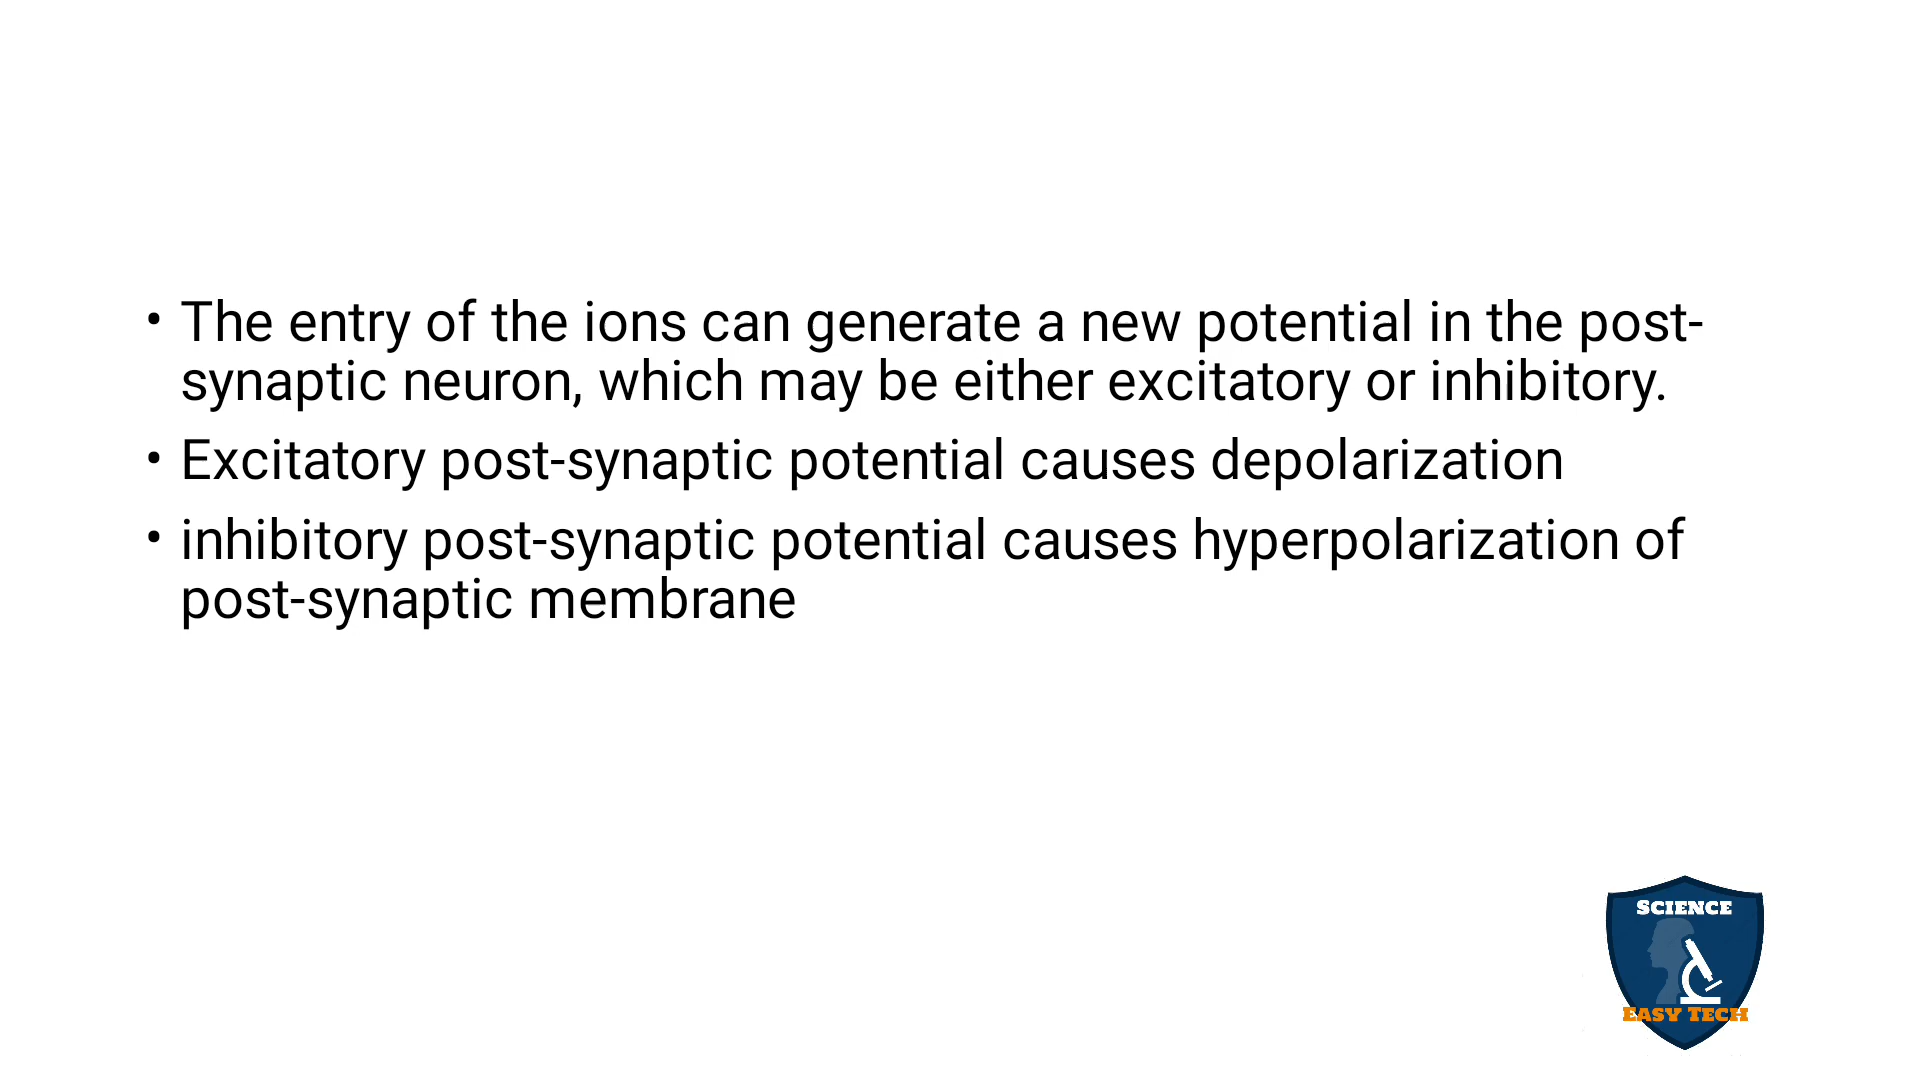 • The entry of the ions can generate a new potential in the post-
synaptic neuron, which may be either excitatory or inhibitory.
• Excitatory post-synaptic potential causes depolarization
• inhibitory post-synaptic potential causes hyperpolarization of
post-synaptic membrane
SCIENCE
EASY TECH